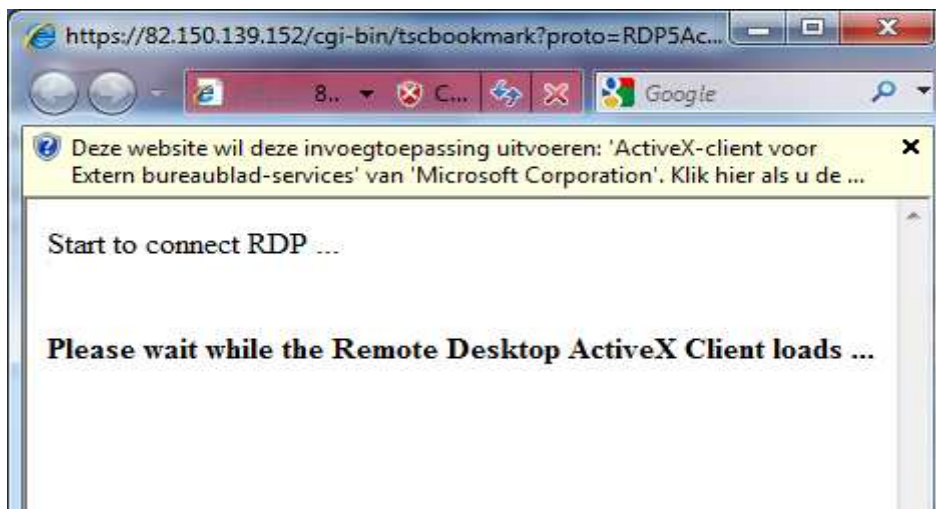 https://82.150.139.152/cgi-bin/tscbookmark?proto=RDP5Ac...
8.. C... Google
Deze website wil deze invoegtoepassing uitvoeren: 'ActiveX-client voor
Extern bureaublad-services' van 'Microsoft Corporation'. Klik hier als u de ...
Start to connect RDP ...
Please wait while the Remote Desktop ActiveX Client loads ...